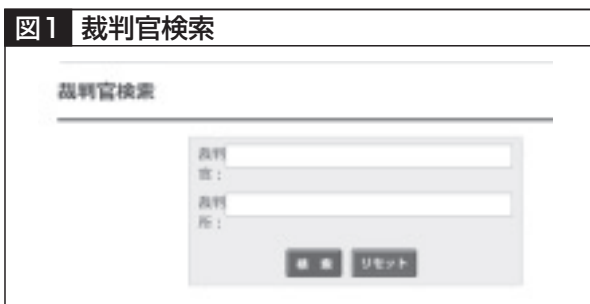 図1 裁判官検索
裁判官検索
裁判
官：
裁判
所：
検 索 リセット